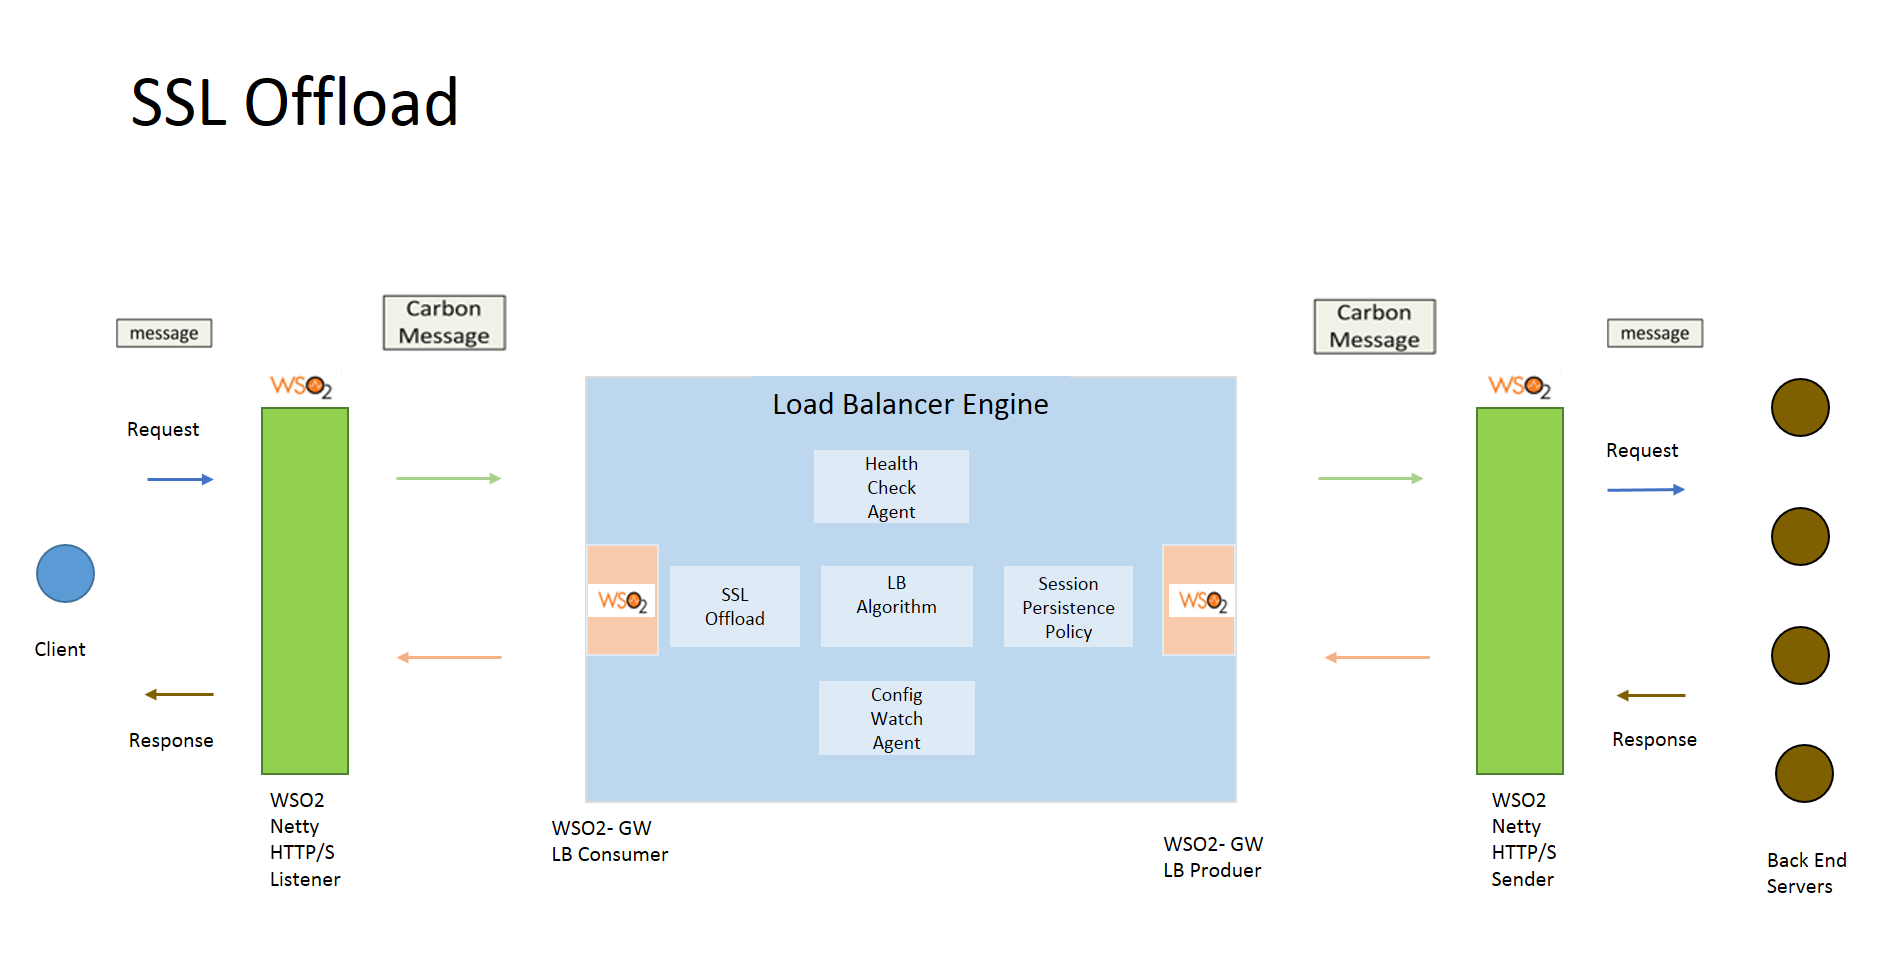 SSL Offload
message
Carbon
Message
Carbon
Message
message
WSO2
WSO2
Request
Request
Load Balancer Engine
Health
Check
Agent
WSO2
SSL
Offload
LB
Algorithm
Session
Persistence
Policy
WSO2
Client
Config
Watch
Agent
Response
Response
WSO2
Netty
HTTP/S
Listener
WSO2- GW
LB Consumer
WSO2- GW
LB Produer
WSO2
Netty
HTTP/S
Sender
Back End
Servers